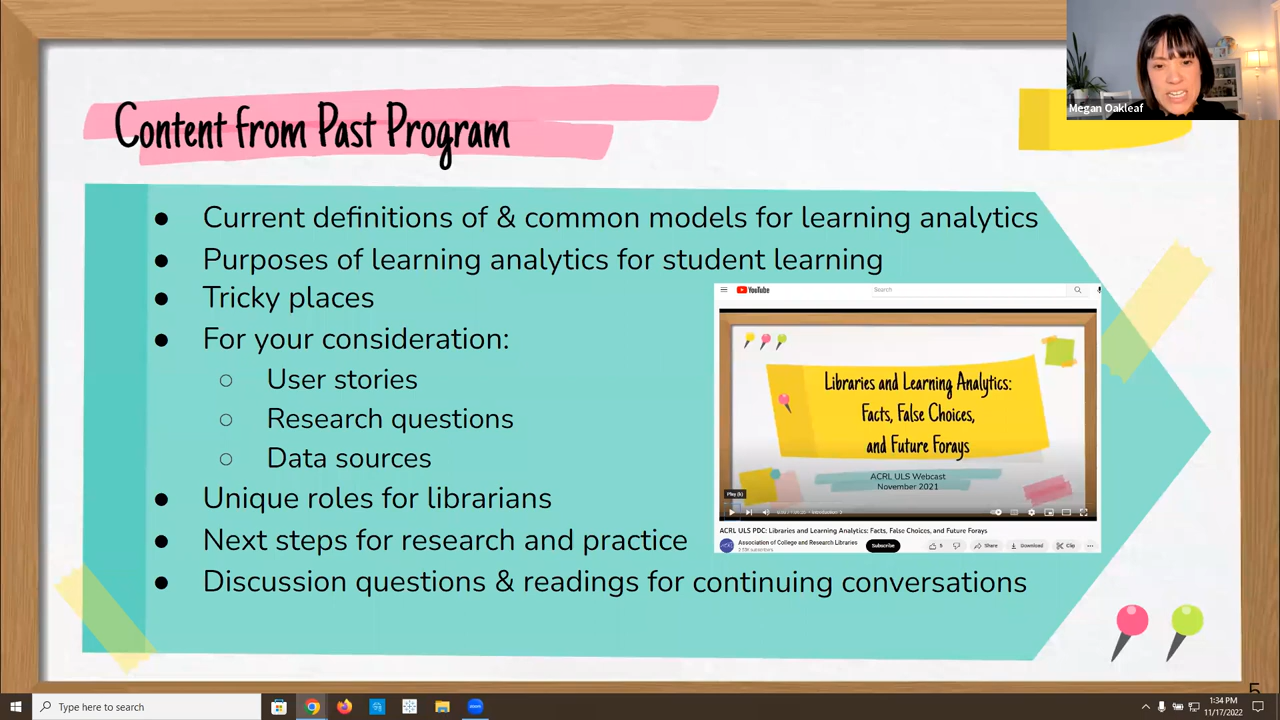 Megan Oakleaf
Content from Past Program
● Current definitions of & common models for learning analytics
● Purposes of learning analytics for student learning
● Tricky places
● For your consideration:
○ User stories
○ Research questions
○ Data sources
● Unique roles for librarians
● Next steps for research and practice
● Discussion questions & readings for continuing conversations
YouTube
Search
Libraries and Learning Analytics:
Facts, False Choices,
and Future Forays
ACRL ULS Webcast
November 2021
Play (k)
ACRL ULS PDC: Libraries and Learning Analytics: Facts, False Choices, and Future Forays
Association of College and Research Libraries
Subscribe
5
Share
Download
Clip
5
Type here to search
1:34 PM
11/17/2022